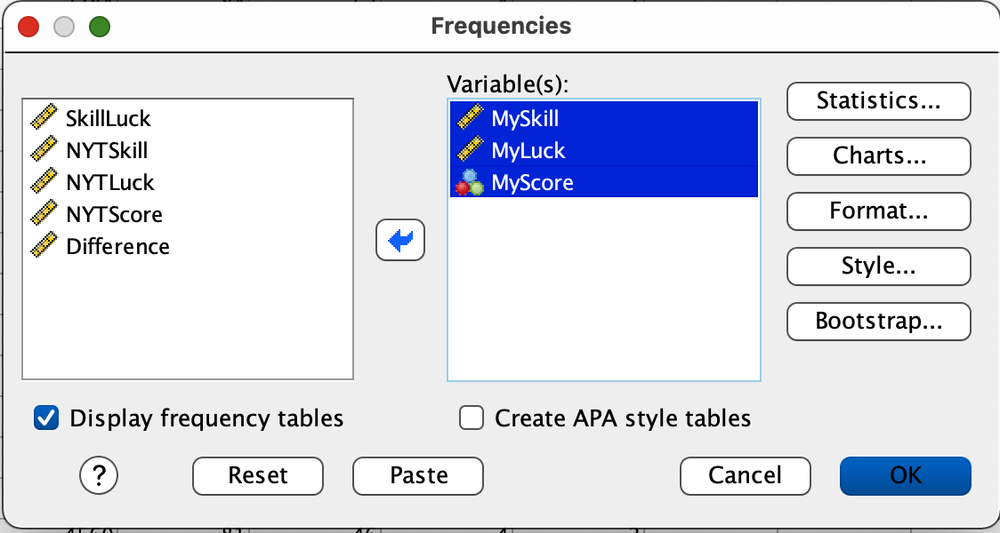 Frequencies
Variable(s):
SkillLuck
NYTSkill
NYTLuck
NYTScore
Difference
MySkill
MyLuck
MyScore
Statistics...
Charts...
Format...
Style...
Bootstrap...
Display frequency tables
Create APA style tables
?
Reset
Paste
Cancel
OK